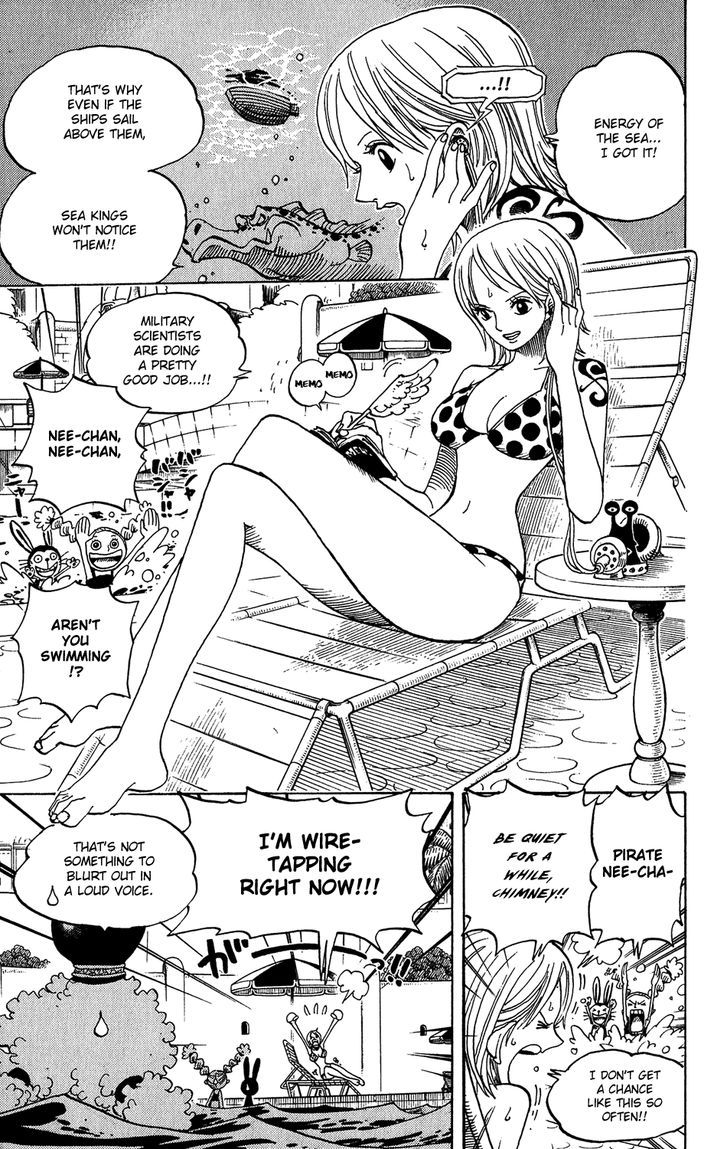 ENERGY OF
THE SEA...
I GOT IT!
...!!
THAT'S WHY
EVEN IF THE
SHIPS SAIL
ABOVE THEM,
SEA KINGS
WON'T NOTICE
THEM!!
MILITARY
SCIENTISTS
ARE DOING
A PRETTY
GOOD JOB...!!
MEMO
MEMO
NEE-CHAN,
NEE-CHAN,
AREN'T
YOU
SWIMMING
!?
PIRATE
NEE-CHA-
BE QUIET
FOR A
WHILE,
CHIMNEY!!
I DON'T GET
A CHANCE
LIKE THIS SO
OFTEN!!
I'M WIRE-
TAPPING
RIGHT NOW!!!
THAT'S NOT
SOMETHING TO
BLURT OUT IN
A LOUD VOICE.
ガーッ!!